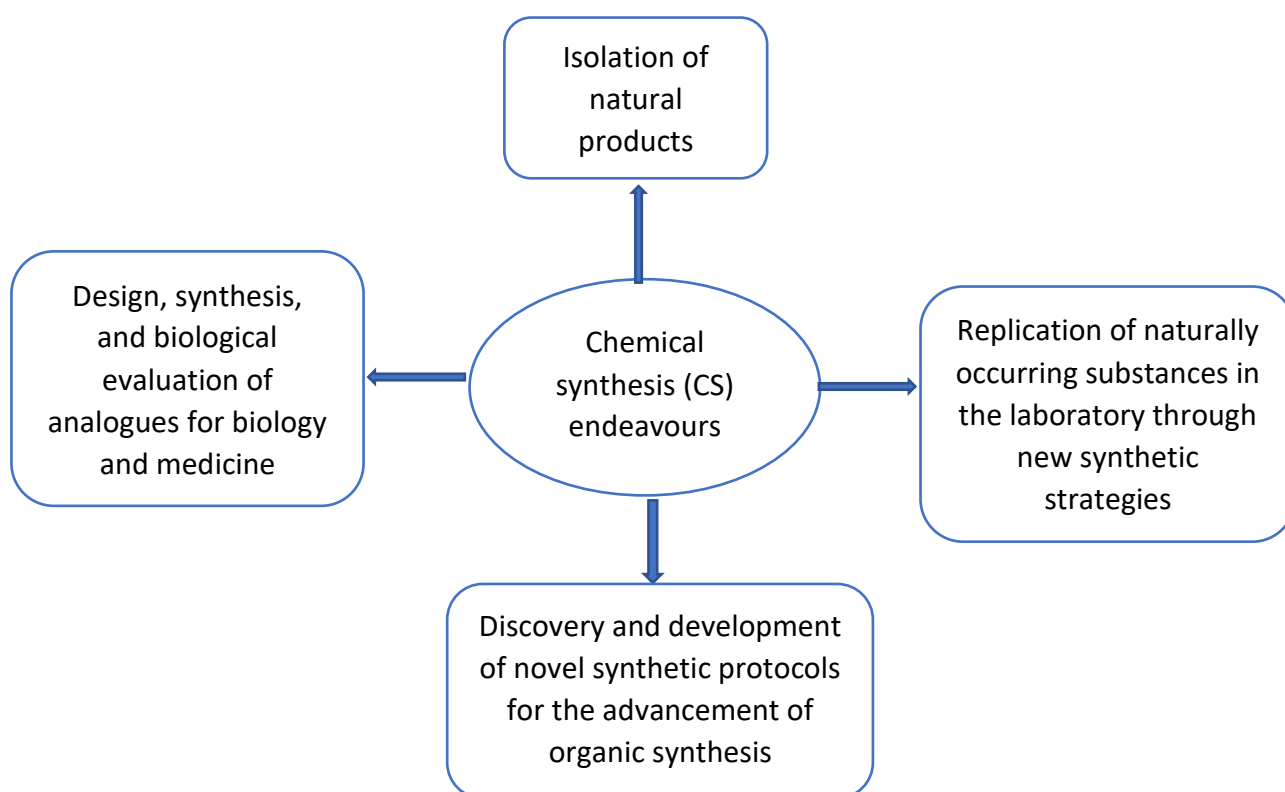 Isolation of
natural
products
Design, synthesis,
and biological
evaluation of
analogues for biology
and medicine
Chemical
synthesis (CS)
endeavours
Replication of naturally
occurring substances in
the laboratory through
new synthetic
strategies
Discovery and development
of novel synthetic protocols
for the advancement of
organic synthesis